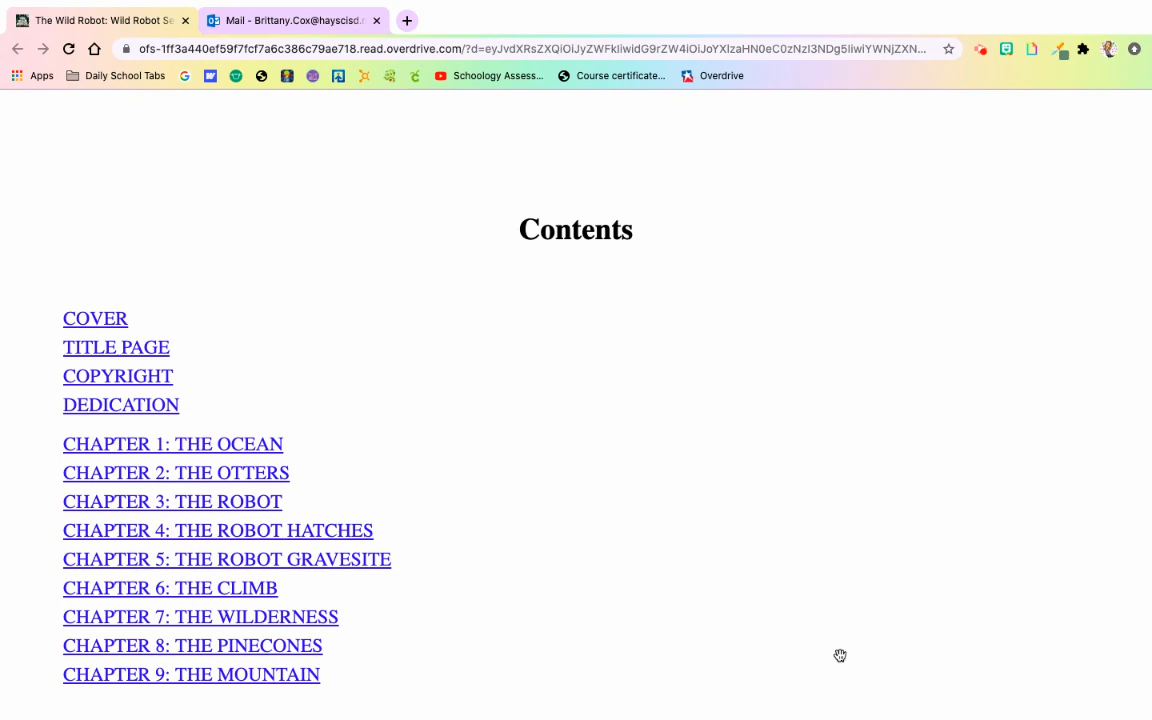 The Wild Robot: Wild Robot Se
Mail - Brittany.Cox@hayscisd.r
ofs-1ff3a440ef59f7fcf7a6c386c79ae718.read.overdrive.com/?d=eyJvdXRsZXQiOiJyZWFkIiwidG9rZW4iOiJoYXlzaHN0eC0zNzI3NDg5IiwiYWNjZXN...
Apps
Daily School Tabs
Schoology Assess...
Course certificate...
Overdrive
Contents
COVER
TITLE PAGE
COPYRIGHT
DEDICATION
CHAPTER 1: THE OCEAN
CHAPTER 2: THE OTTERS
CHAPTER 3: THE ROBOT
CHAPTER 4: THE ROBOT HATCHES
CHAPTER 5: THE ROBOT GRAVESITE
CHAPTER 6: THE CLIMB
CHAPTER 7: THE WILDERNESS
CHAPTER 8: THE PINECONES
CHAPTER 9: THE MOUNTAIN